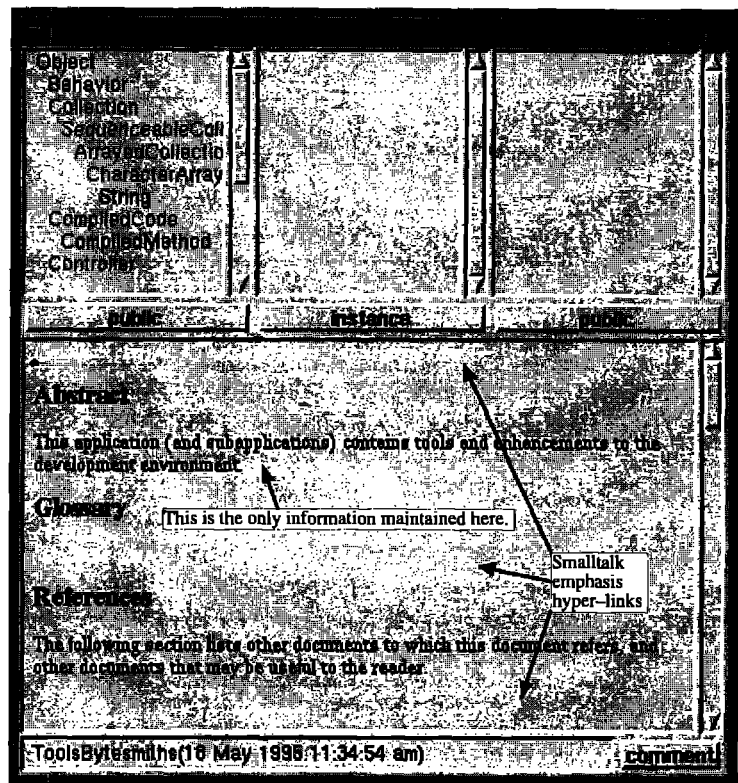 Object
Behavior
Collection
SequenceableColl
ArrayedCollectio
CharacterArray
String
CompiledCode
CompiledMethod
Controller
public
instance
public
Abstract
This application (and subapplications) contains tools and enhancements to the
development environment.
Glossary
This is the only information maintained here.
Smalltalk
emphasis
hyper-links
References
The following section lists other documents to which this document refers, and
other documents that may be useful to the reader.
ToolsBytesmiths(16 May 1996 11:34:54 am)
comment